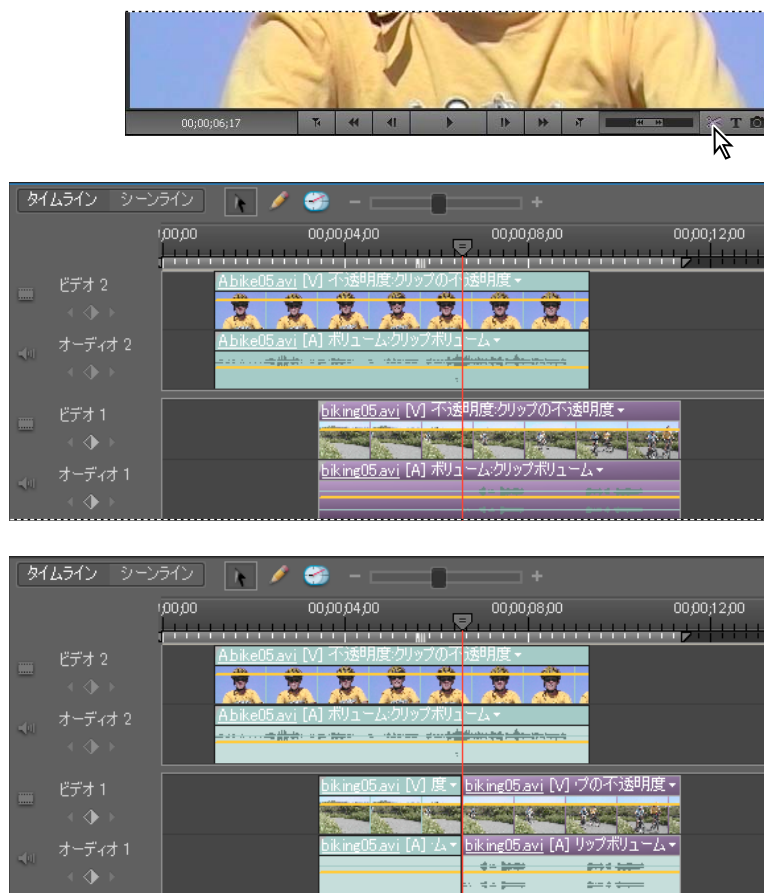 00;00;06;17
T
タイムライン シーンライン
;00;00 00;00;04;00 00;00;08;00 00;00;12;00
ビデオ 2
Abike05.avi [V] 不透明度:クリップの不透明度
オーディオ 2
Abike05.avi [A] ボリューム:クリップボリューム
ビデオ 1
biking05.avi [V] 不透明度:クリップの不透明度
オーディオ 1
biking05.avi [A] ボリューム:クリップボリューム
タイムライン シーンライン
;00;00 00;00;04;00 00;00;08;00 00;00;12;00
ビデオ 2
Abike05.avi [V] 不透明度:クリップの不透明度
オーディオ 2
Abike05.avi [A] ボリューム:クリップボリューム
ビデオ 1
biking05.avi [V] 度 biking05.avi [V] プの不透明度
オーディオ 1
biking05.avi [A] ム biking05.avi [A] リップボリューム